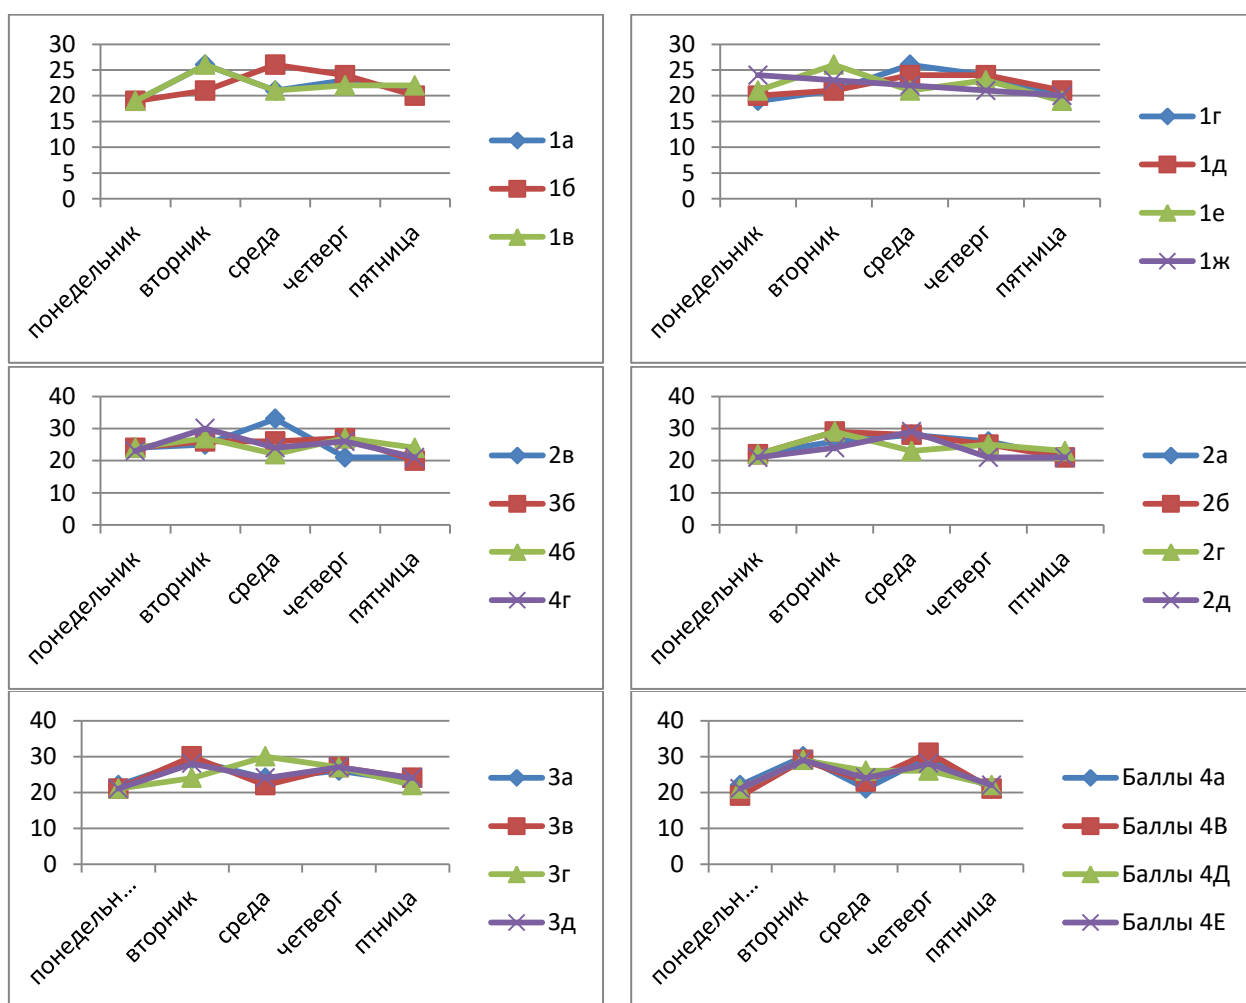 30
25
20
15
10
5
0
понедельник
вторник
среда
четверг
пятница
1а
1б
1в
30
25
20
15
10
5
0
понедельник
вторник
среда
четверг
пятница
1г
1д
1е
1ж
40
30
20
10
0
понедельник
вторник
среда
четверг
пятница
2в
3б
4б
4г
40
30
20
10
0
понедельник
вторник
среда
четверг
птница
2а
2б
2г
2д
40
30
20
10
0
понедельн...
вторник
среда
четверг
птница
3а
3в
3г
3д
40
30
20
10
0
понедельн...
вторник
среда
четверг
пятница
Баллы 4а
Баллы 4В
Баллы 4Д
Баллы 4Е